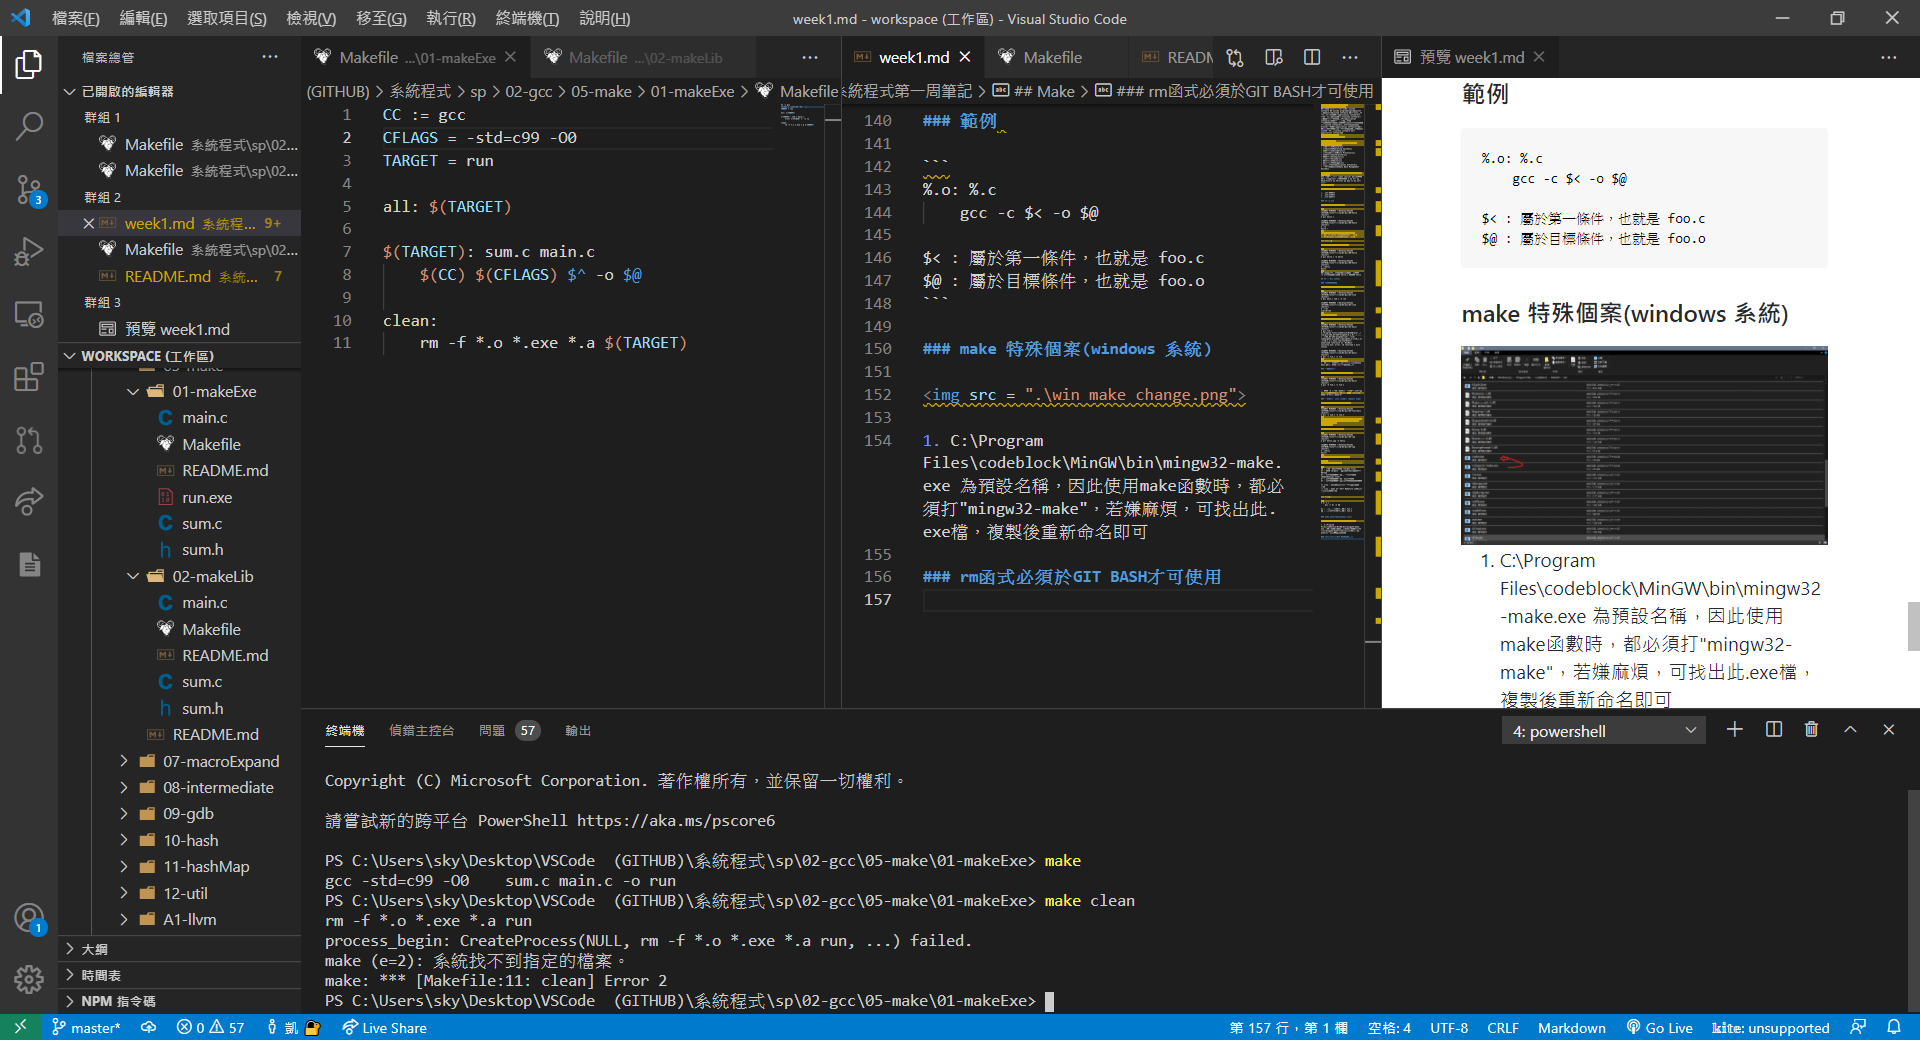 檔案(F) 編輯(E) 選取項目(S) 檢視(V) 移至(G) 執行(R) 終端機(T) 說明(H)
week1.md - workspace (工作區) - Visual Studio Code
檔案總管
已開啟的編輯器
群組 1
Makefile 系統程式\sp\02...
Makefile 系統程式\sp\02...
群組 2
week1.md 系統程... 9+
Makefile 系統程式\sp\02...
README.md 系統... 7
群組 3
預覽 week1.md
WORKSPACE (工作區)
05-make
01-makeExe
main.c
Makefile
README.md
run.exe
sum.c
sum.h
02-makeLib
main.c
Makefile
README.md
sum.c
sum.h
README.md
07-macroExpand
08-intermediate
09-gdb
10-hash
11-hashMap
12-util
A1-llvm
大綱
時間表
NPM 指令碼
3
1
Makefile ...\01-makeExe
Makefile ...\02-makeLib
(GITHUB) > 系統程式 > sp > 02-gcc > 05-make > 01-makeExe > Makefile
1 CC := gcc
2 CFLAGS = -std=c99 -O0
3 TARGET = run
4
5 all: $(TARGET)
6
7 $(TARGET): sum.c main.c
8 $(CC) $(CFLAGS) $^ -o $@
9
10 clean:
11 rm -f *.o *.exe *.a $(TARGET)
week1.md
Makefile
READM
系統程式第一周筆記 > ## Make > ### rm函式必須於GIT BASH才可使用
140 ### 範例
141
142 ```
143 %.o: %.c
144 gcc -c $< -o $@
145
146 $< : 屬於第一條件，也就是 foo.c
147 $@ : 屬於目標條件，也就是 foo.o
148 ```
149
150 ### make 特殊個案(windows 系統)
151
152 <img src = ".\win make change.png">
153
154 1. C:\Program
Files\codeblock\MinGW\bin\mingw32-make.
exe 為預設名稱，因此使用make函數時，都必
須打"mingw32-make"，若嫌麻煩，可找出此.
exe檔，複製後重新命名即可
155
156 ### rm函式必須於GIT BASH才可使用
157
預覽 week1.md
範例
%.o: %.c
gcc -c $< -o $@
$< : 屬於第一條件，也就是 foo.c
$@ : 屬於目標條件，也就是 foo.o
make 特殊個案(windows 系統)
1. C:\Program
Files\codeblock\MinGW\bin\mingw32
-make.exe 為預設名稱，因此使用
make函數時，都必須打"mingw32-
make"，若嫌麻煩，可找出此.exe檔，
複製後重新命名即可
終端機 偵錯主控台 問題 57 輸出
4: powershell
Copyright (C) Microsoft Corporation. 著作權所有，並保留一切權利。
請嘗試新的跨平台 PowerShell https://aka.ms/pscore6
PS C:\Users\sky\Desktop\VSCode (GITHUB)\系統程式\sp\02-gcc\05-make\01-makeExe> make
gcc -std=c99 -O0 sum.c main.c -o run
PS C:\Users\sky\Desktop\VSCode (GITHUB)\系統程式\sp\02-gcc\05-make\01-makeExe> make clean
rm -f *.o *.exe *.a run
process_begin: CreateProcess(NULL, rm -f *.o *.exe *.a run, ...) failed.
make (e=2): 系統找不到指定的檔案。
make: *** [Makefile:11: clean] Error 2
PS C:\Users\sky\Desktop\VSCode (GITHUB)\系統程式\sp\02-gcc\05-make\01-makeExe>
master* 0 57 凱 Live Share
第 157 行，第 1 欄 空格: 4 UTF-8 CRLF Markdown Go Live kite: unsupported